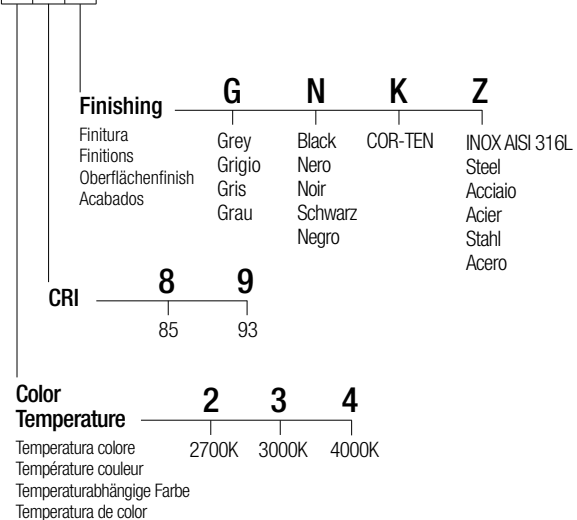 Finishing
Finitura
Finitions
Oberflächenfinish
Acabados
G
Grey
Grigio
Gris
Grau
N
Black
Nero
Noir
Schwarz
Negro
K
COR-TEN
Z
INOX AISI 316L
Steel
Acciaio
Acier
Stahl
Acero
CRI
8
85
9
93
Color
Temperature
Temperatura colore
Température couleur
Temperaturabhängige Farbe
Temperatura de color
2
2700K
3
3000K
4
4000K